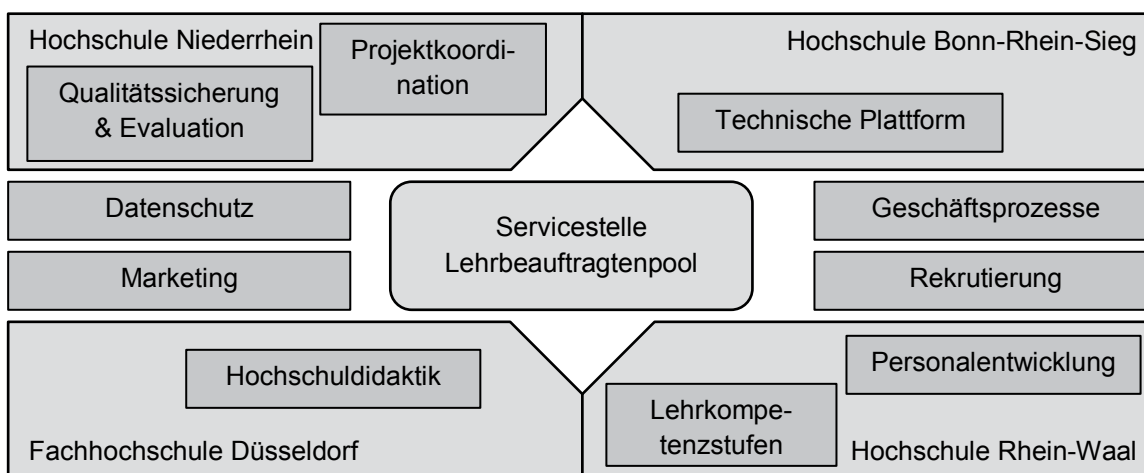 Hochschule Niederrhein
Projektkoordi-
nation
Qualitätssicherung
& Evaluation
Hochschule Bonn-Rhein-Sieg
Technische Plattform
Datenschutz
Marketing
Servicestelle
Lehrbeauftragtenpool
Geschäftsprozesse
Rekrutierung
Hochschuldidaktik
Fachhochschule Düsseldorf
Personalentwicklung
Lehrkompe-
tenzstufen
Hochschule Rhein-Waal